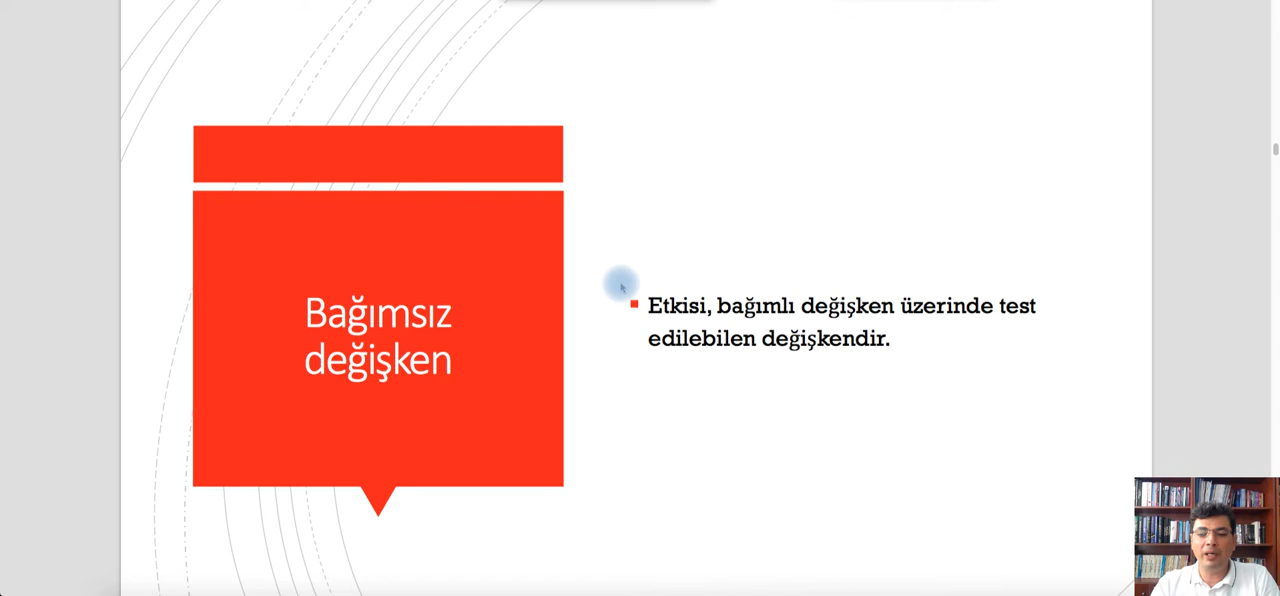 Bağımsız
değişken
Etkisi, bağımlı değişken üzerinde test
edilebilen değişkendir.